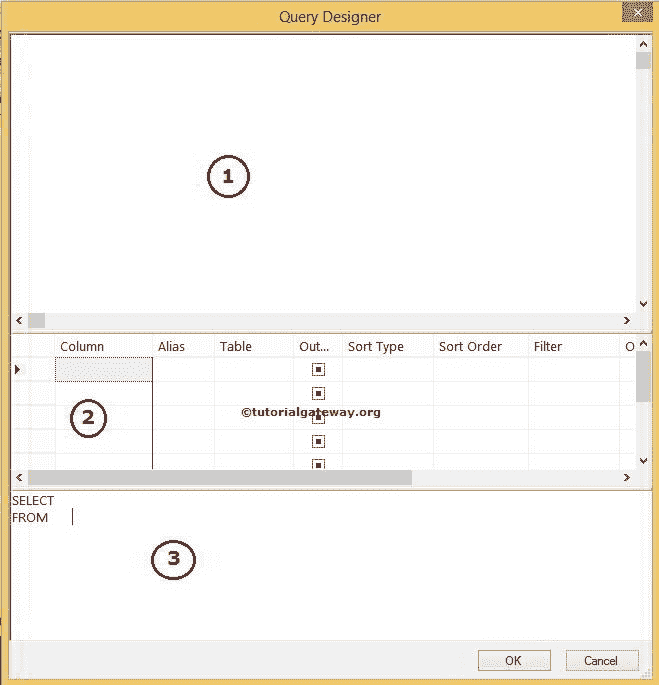 Query Designer
1
Column Alias Table Out... Sort Type Sort Order Filter O
2
©tutorialgateway.org
SELECT
FROM
3
OK Cancel